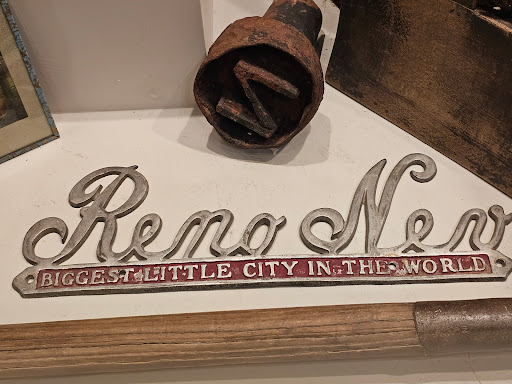 Reno Nev
BIGGEST LITTLE CITY IN THE WORLD